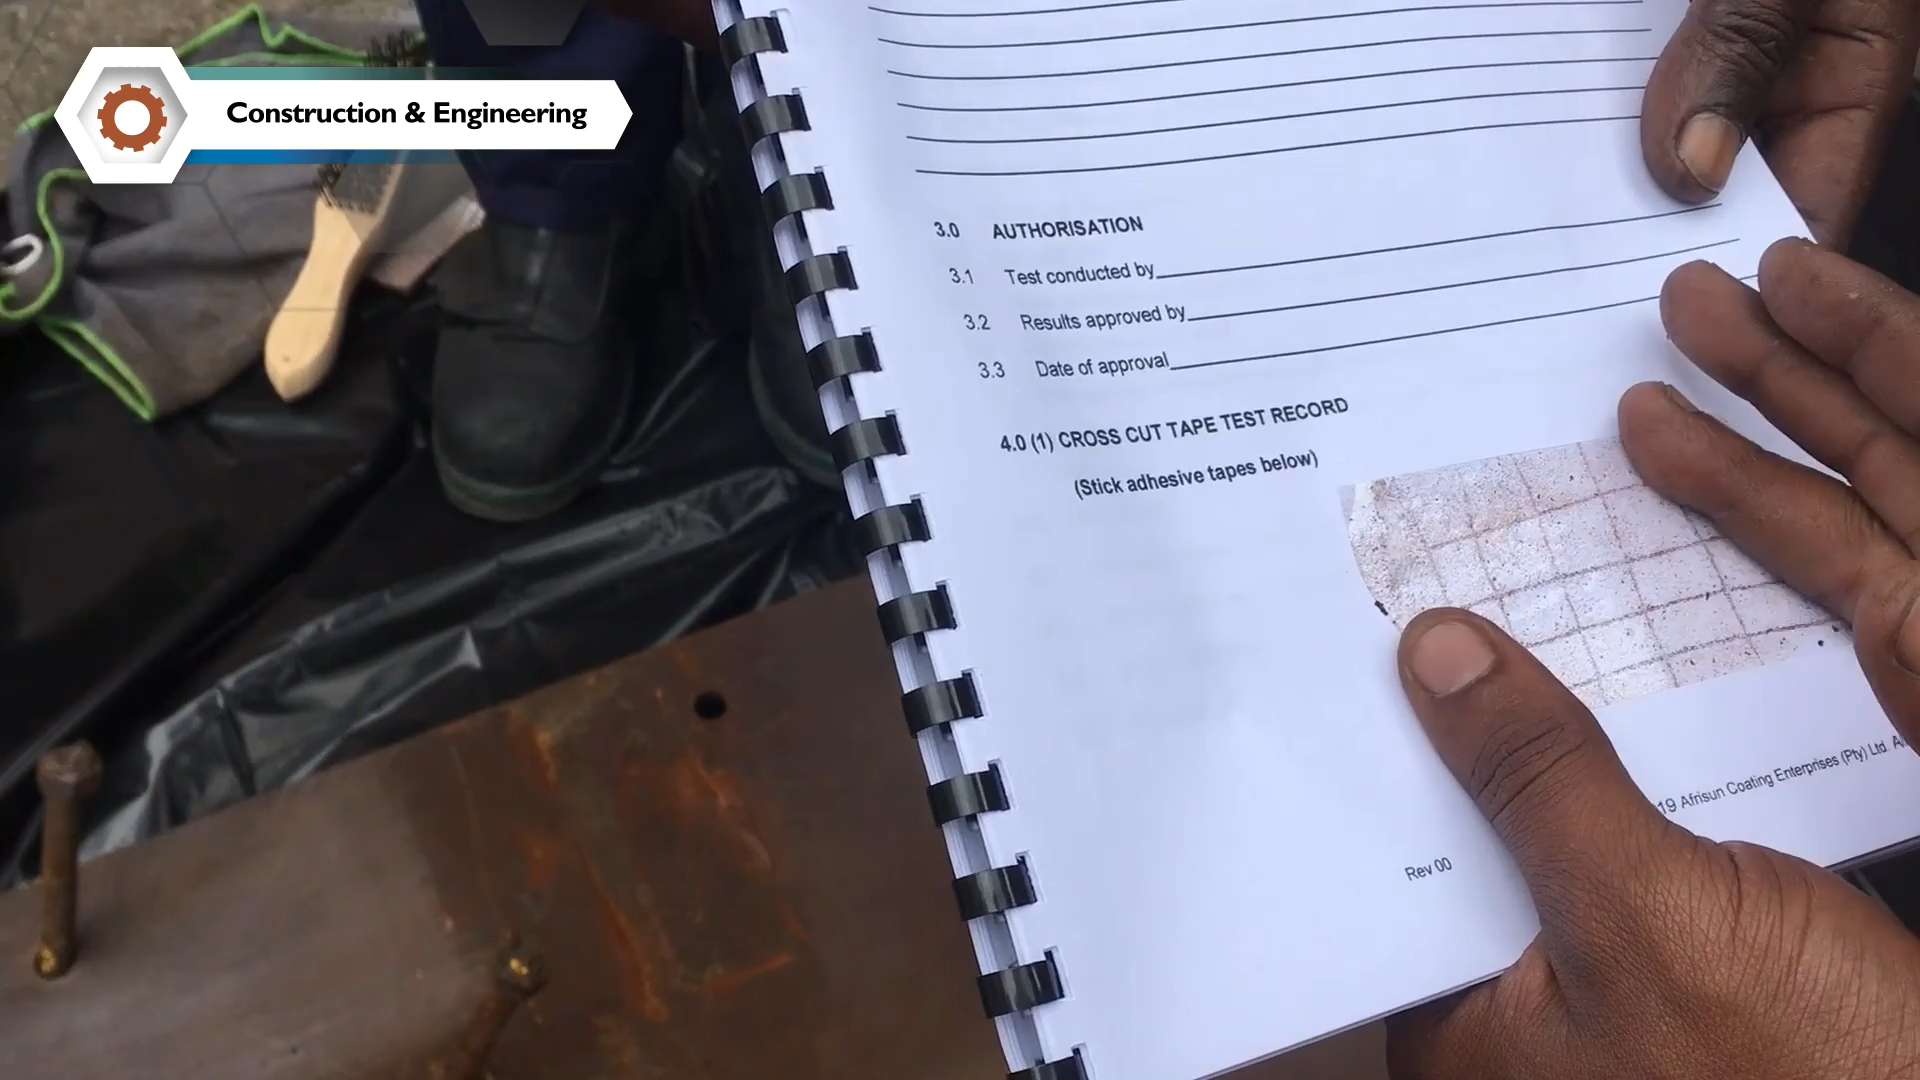 Construction & Engineering
3.0 AUTHORISATION
3.1 Test conducted by
3.2 Results approved by
3.3 Date of approval
4.0 (1) CROSS CUT TAPE TEST RECORD
(Stick adhesive tapes below)
19 Afrisun Coating Enterprises (Pty) Ltd.
Rev 00